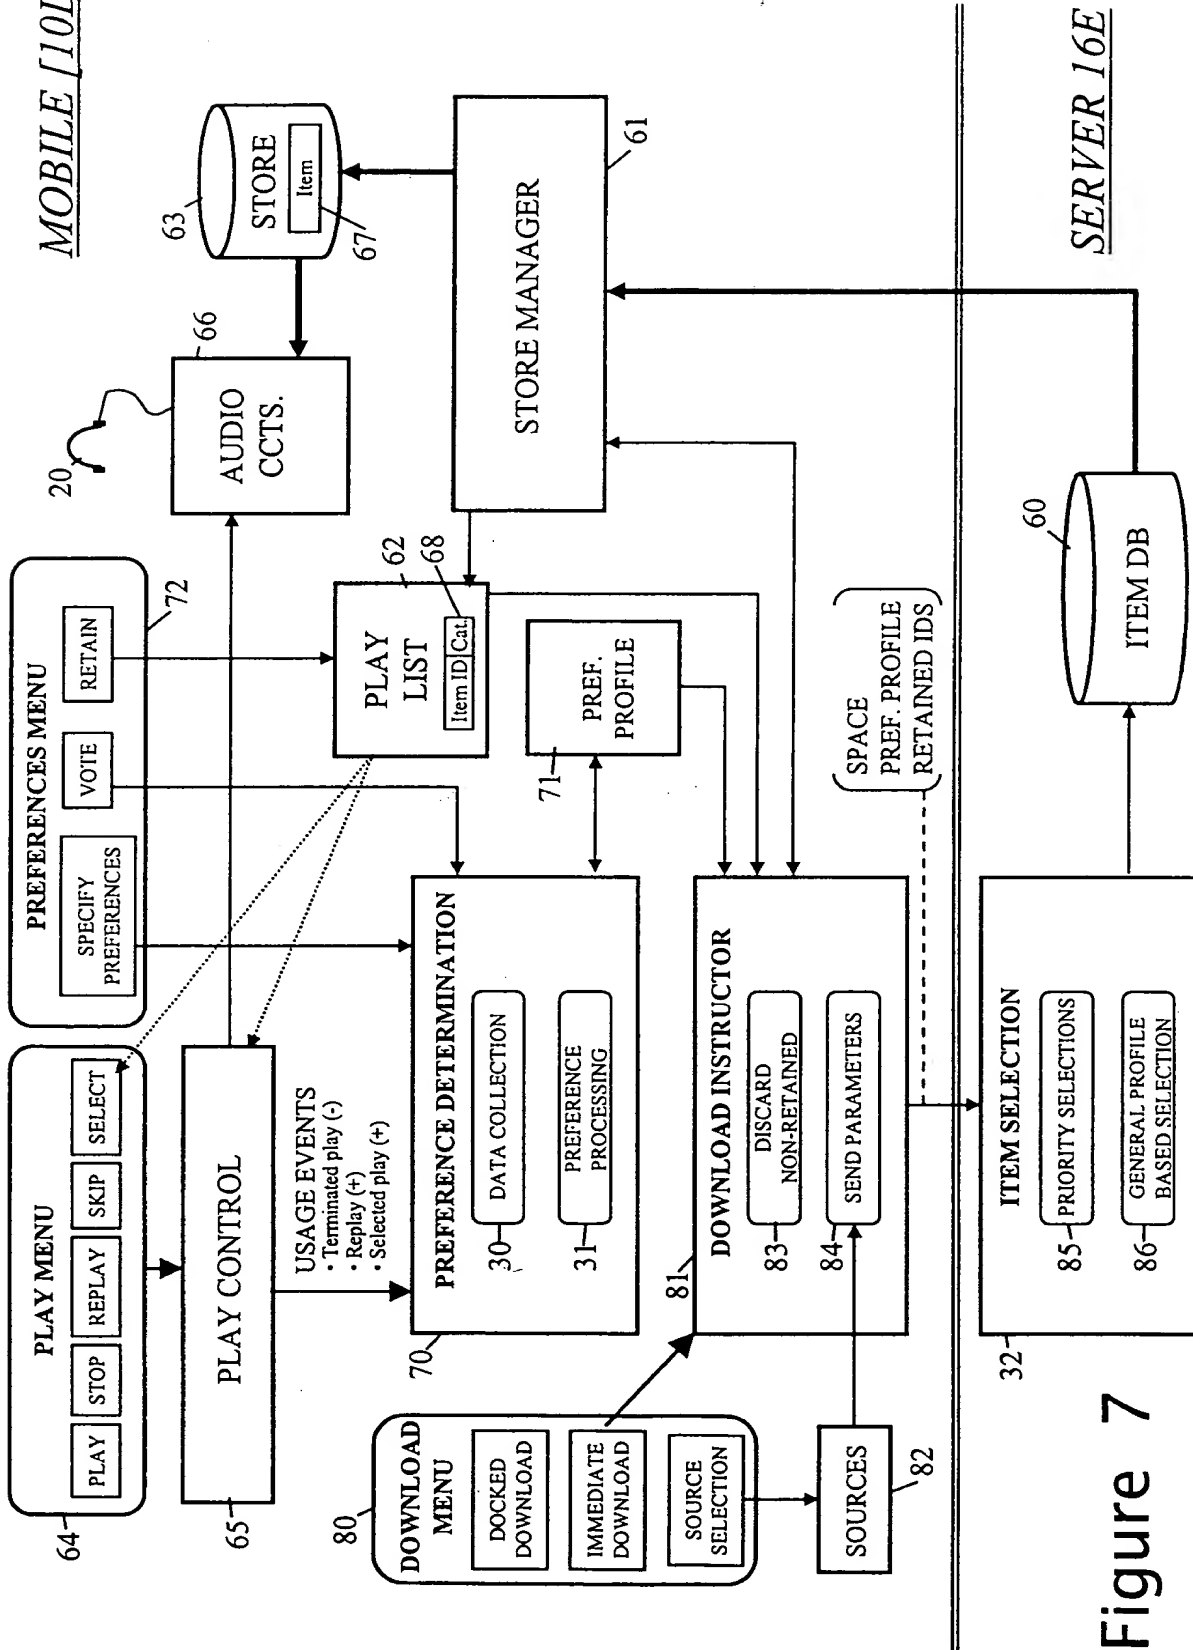 MOBILE [10
PREFERENCES MENU
SPECIFY
PREFERENCES
VOTE
RETAIN
72
PLAY MENU
PLAY
STOP
REPLAY
SKIP
SELECT
64
PLAY CONTROL
65
20
AUDIO
CCTS.
66
63
STORE
Item
67
USAGE EVENTS
• Terminated play (-)
• Replay (+)
• Selected play (+)
PLAY
LIST
Item ID
Cat.
62
68
STORE MANAGER
61
PREFERENCE DETERMINATION
DATA COLLECTION
30
PREFERENCE
PROCESSING
31
70
PREF.
PROFILE
71
DOWNLOAD
MENU
DOCKED
DOWNLOAD
IMMEDIATE
DOWNLOAD
SOURCE
SELECTION
80
SOURCES
82
DOWNLOAD INSTRUCTOR
DISCARD
NON-RETAINED
83
SEND PARAMETERS
84
81
SPACE
PREF. PROFILE
RETAINED IDS
ITEM SELECTION
PRIORITY SELECTIONS
85
GENERAL PROFILE
BASED SELECTION
86
32
ITEM DB
60
SERVER 16E
Figure 7